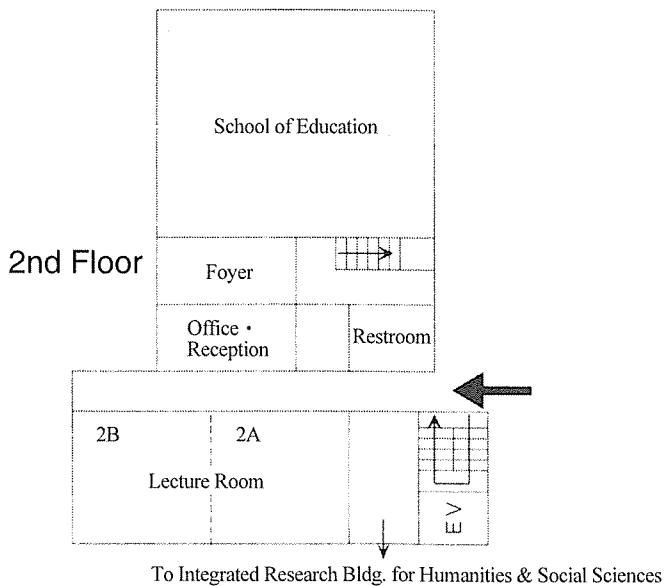 School of Education
2nd Floor
Foyer
Office・
Reception
Restroom
2B
2A
Lecture Room
EV
To Integrated Research Bldg. for Humanities & Social Sciences